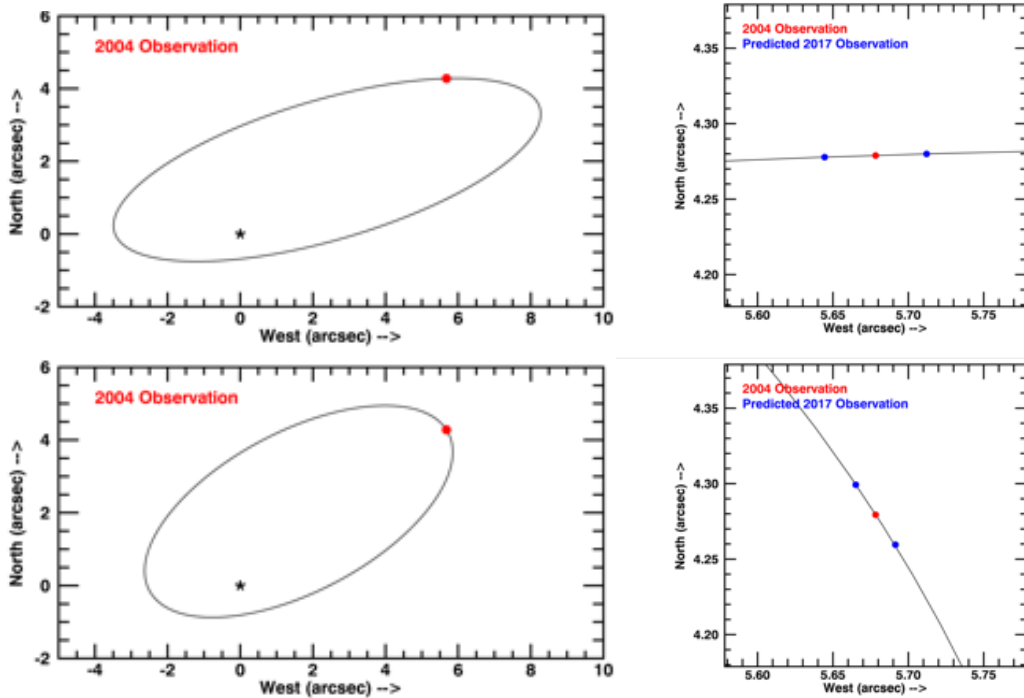 6
4
2
0
-2
North (arcsec) -->
2004 Observation
-4 -2 0 2 4 6 8 10
West (arcsec) -->
4.35
4.30
4.25
4.20
North (arcsec) -->
2004 Observation
Predicted 2017 Observation
5.60 5.65 5.70 5.75
West (arcsec) -->
6
4
2
0
-2
North (arcsec) -->
2004 Observation
-4 -2 0 2 4 6 8 10
West (arcsec) -->
4.35
4.30
4.25
4.20
North (arcsec) -->
2004 Observation
Predicted 2017 Observation
5.60 5.65 5.70 5.75
West (arcsec) -->